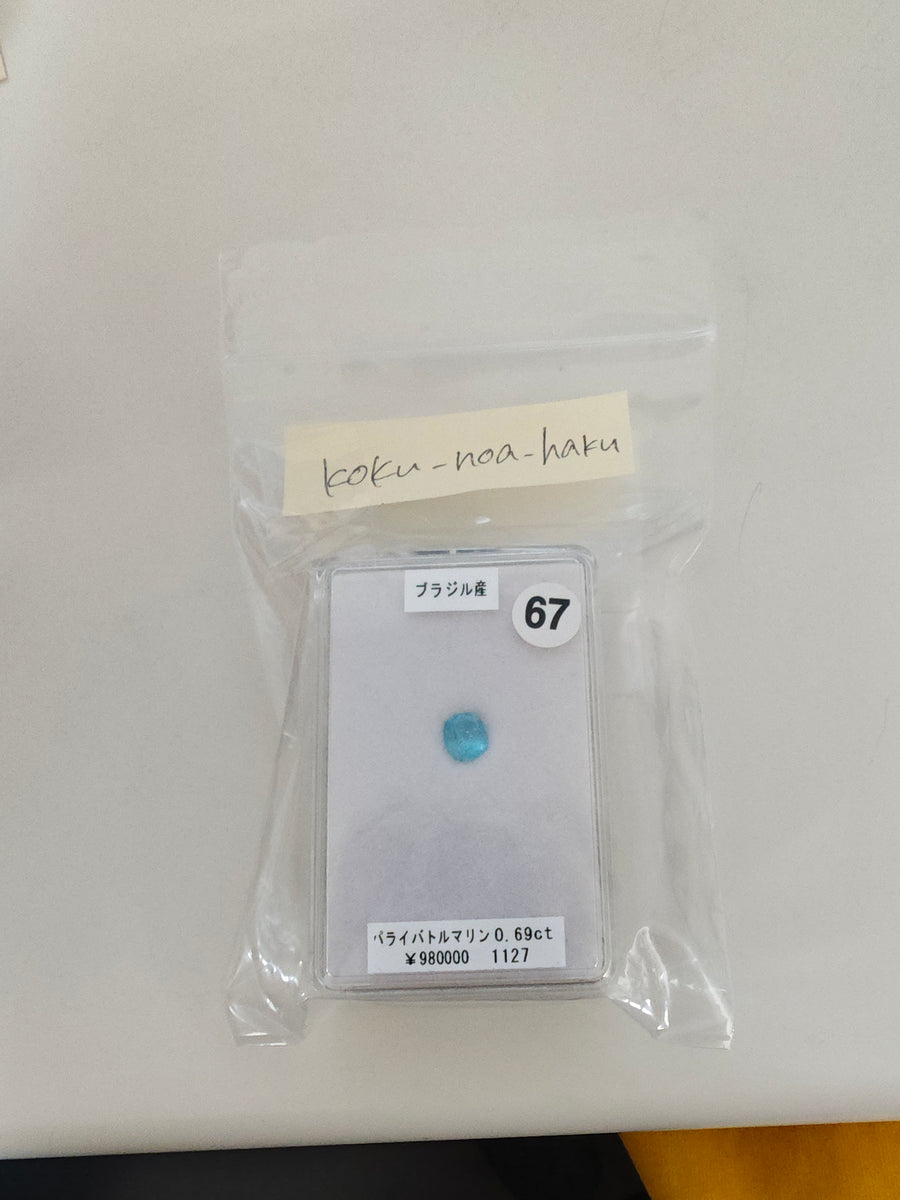 koku-noa-haku
ブラジル産
67
パライバトルマリン0.69ct
¥980000 1127